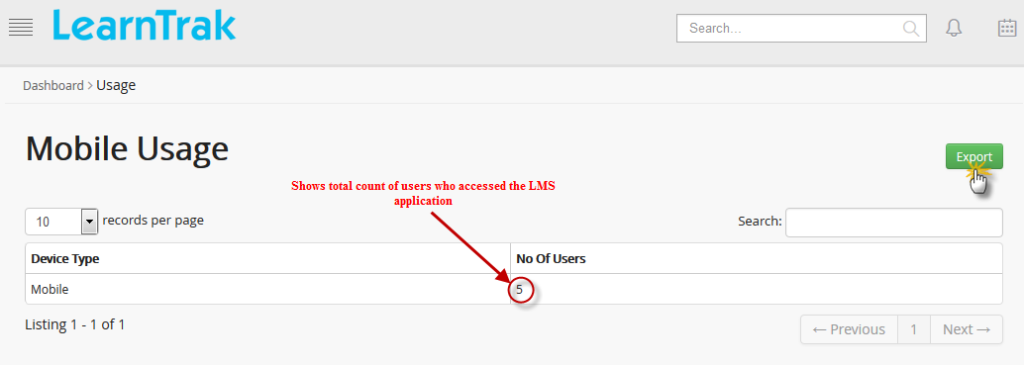 LearnTrak
Search...
Dashboard > Usage
Mobile Usage
Export
Shows total count of users who accessed the LMS
application
10 records per page
Search:
Device Type No Of Users
Mobile 5
Listing 1 - 1 of 1
← Previous 1 Next →